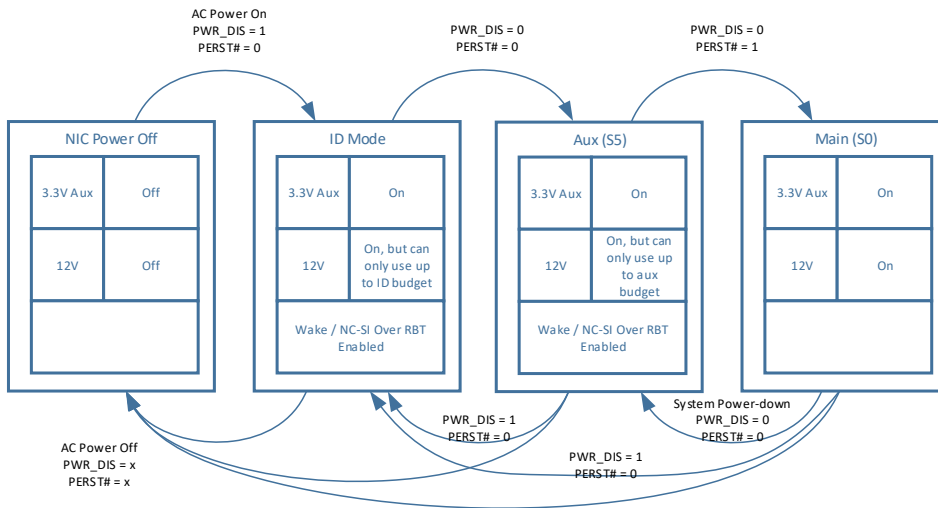 AC Power On
PWR_DIS = 1
PERST# = 0
PWR_DIS = 0
PERST# = 0
PWR_DIS = 0
PERST# = 1
NIC Power Off
3.3V Aux
Off
12V
Off
ID Mode
3.3V Aux
On
12V
On, but can
only use up
to ID budget
Wake / NC-SI Over RBT
Enabled
Aux (S5)
3.3V Aux
On
12V
On, but can
only use up
to aux
budget
Wake / NC-SI Over RBT
Enabled
Main (S0)
3.3V Aux
On
12V
On
AC Power Off
PWR_DIS = x
PERST# = x
PWR_DIS = 1
PERST# = 0
System Power-down
PWR_DIS = 0
PERST# = 0
PWR_DIS = 1
PERST# = 0